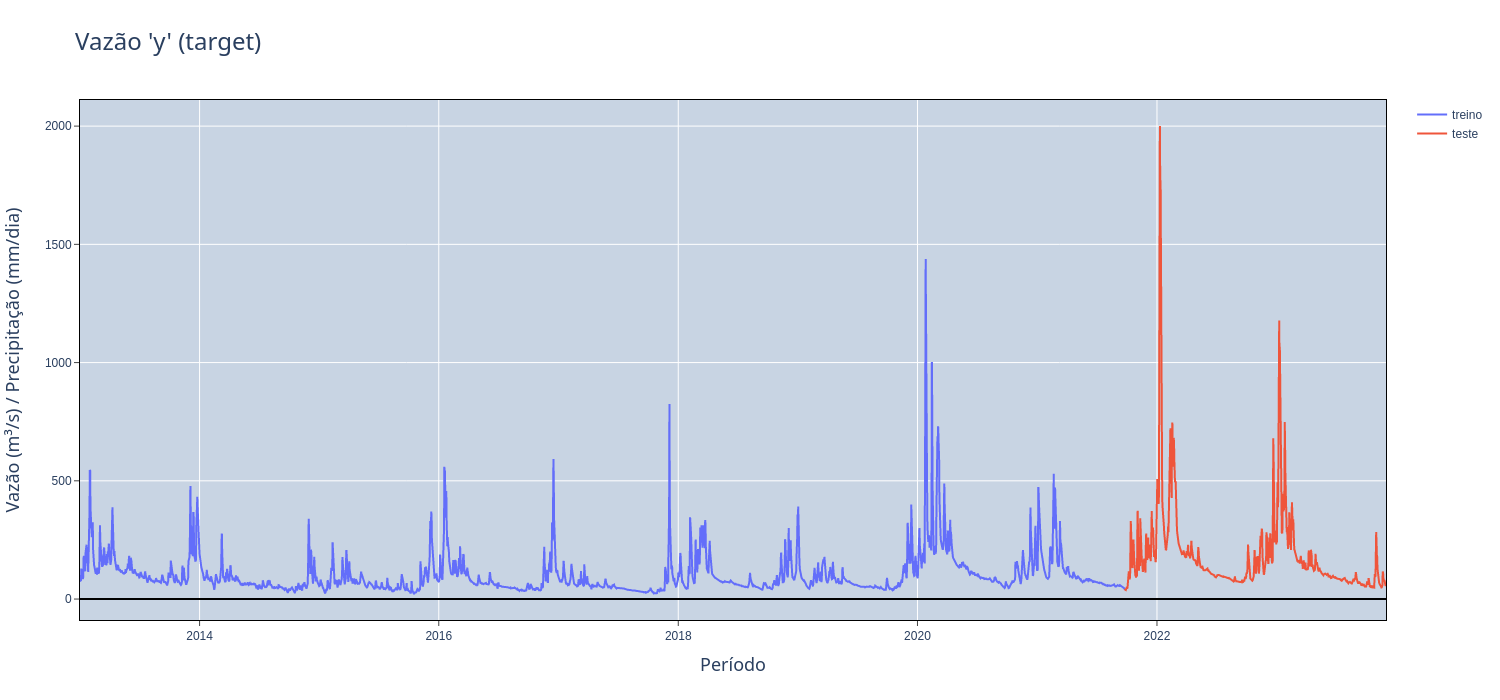 Vazão 'y' (target)
treino
teste
Vazão (m³/s) / Precipitação (mm/dia)
2000
1500
1000
500
0
2014
2016
2018
2020
2022
Período